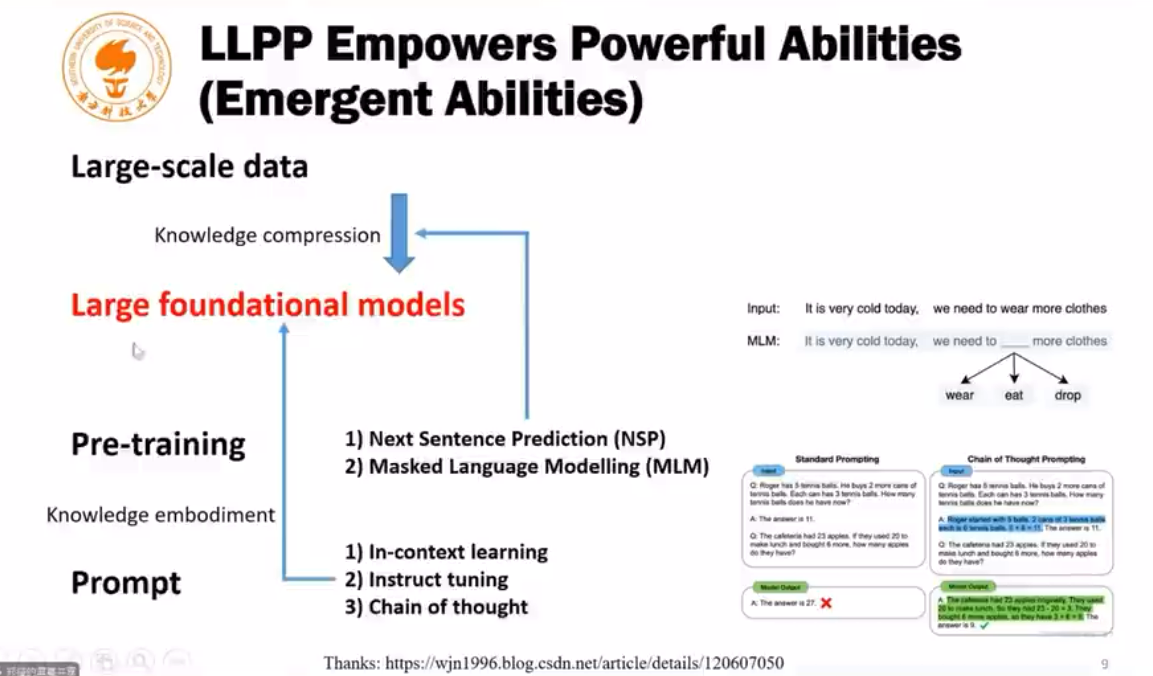 SOUTHERN UNIVERSITY OF SCIENCE AND TECHNOLOGY
南方科技大学
LLPP Empowers Powerful Abilities
(Emergent Abilities)
Large-scale data
Knowledge compression
Large foundational models
Input: It is very cold today, we need to wear more clothes
MLM: It is very cold today, we need to ___ more clothes
wear eat drop
Pre-training
1) Next Sentence Prediction (NSP)
2) Masked Language Modelling (MLM)
Knowledge embodiment
Prompt
1) In-context learning
2) Instruct tuning
3) Chain of thought
Standard Prompting
Input
Q: Roger has 5 tennis balls. He buys 2 more cans of
tennis balls. Each can has 3 tennis balls. How many
tennis balls does he have now?
A: The answer is 11.
Q: The cafeteria had 23 apples. If they used 20 to
make lunch and bought 6 more, how many apples
do they have?
Model Output
A: The answer is 27.
Chain of Thought Prompting
Input
Q: Roger has 5 tennis balls. He buys 2 more cans of
tennis balls. Each can has 3 tennis balls. How many
tennis balls does he have now?
A: Roger started with 5 balls. 2 cans of 3 tennis balls
each is 6 tennis balls. 5 + 6 = 11. The answer is 11.
Q: The cafeteria had 23 apples. If they used 20 to
make lunch and bought 6 more, how many apples
do they have?
Model Output
A: The cafeteria had 23 apples originally. They used
20 to make lunch. So they had 23 - 20 = 3. They
bought 6 more apples, so they have 3 + 6 = 9. The
answer is 9.
Thanks: https://wjn1996.blog.csdn.net/article/details/120607050
9